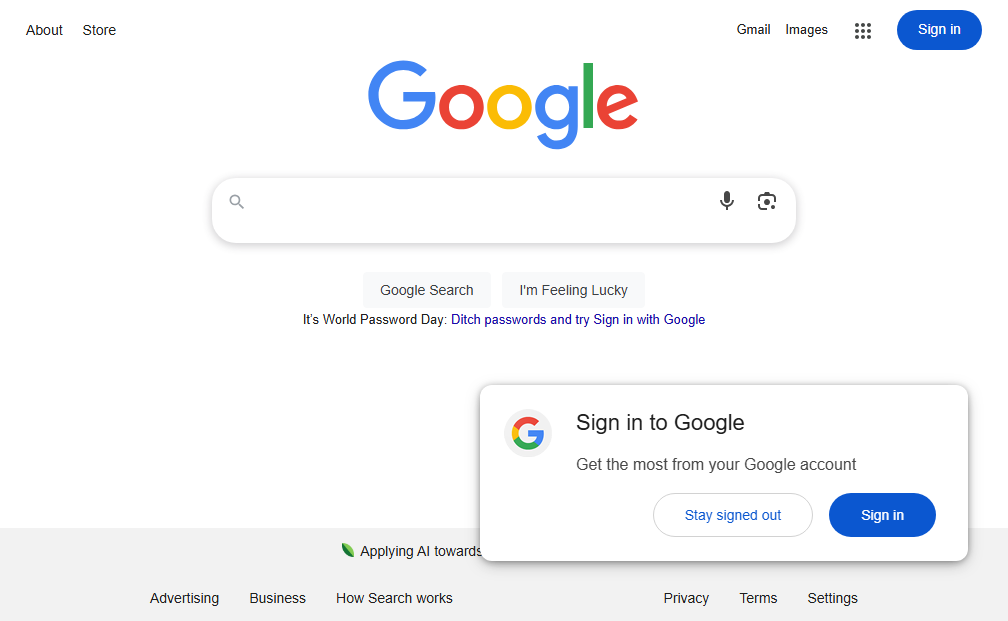 About Store
Gmail Images
Sign in
Google
Google Search
I'm Feeling Lucky
It's World Password Day: Ditch passwords and try Sign in with Google
Sign in to Google
Get the most from your Google account
Stay signed out
Sign in
Applying AI towards
Advertising Business How Search works
Privacy Terms Settings